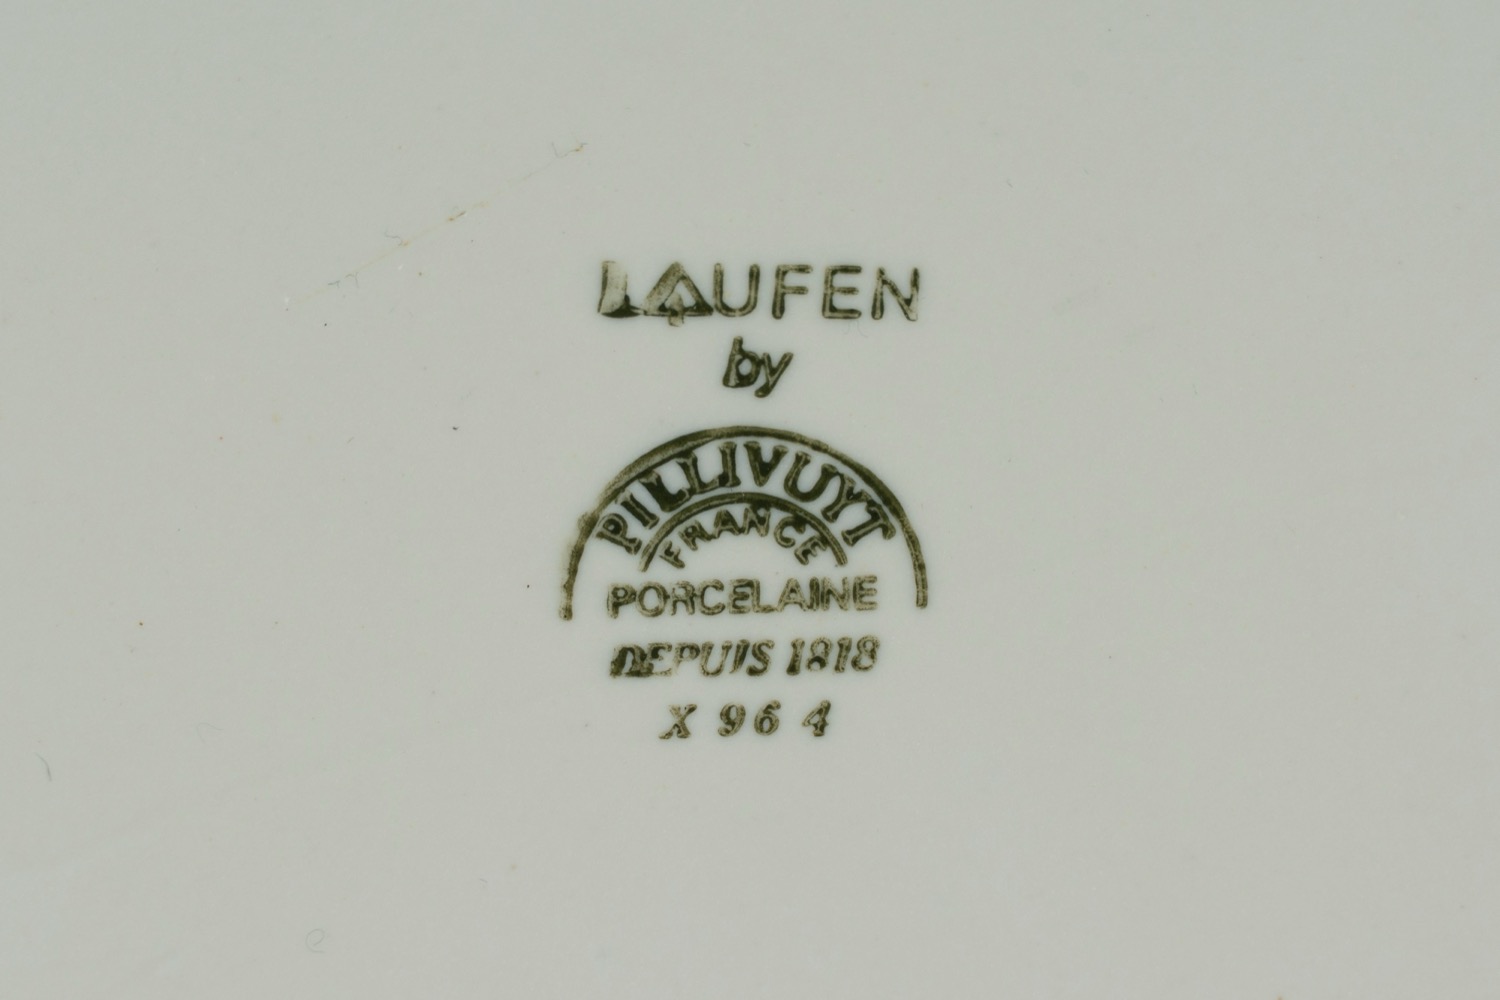 LAUFEN
by
PILLIVUYT
FRANCE
PORCELAINE
DEPUIS 1818
X 96 4